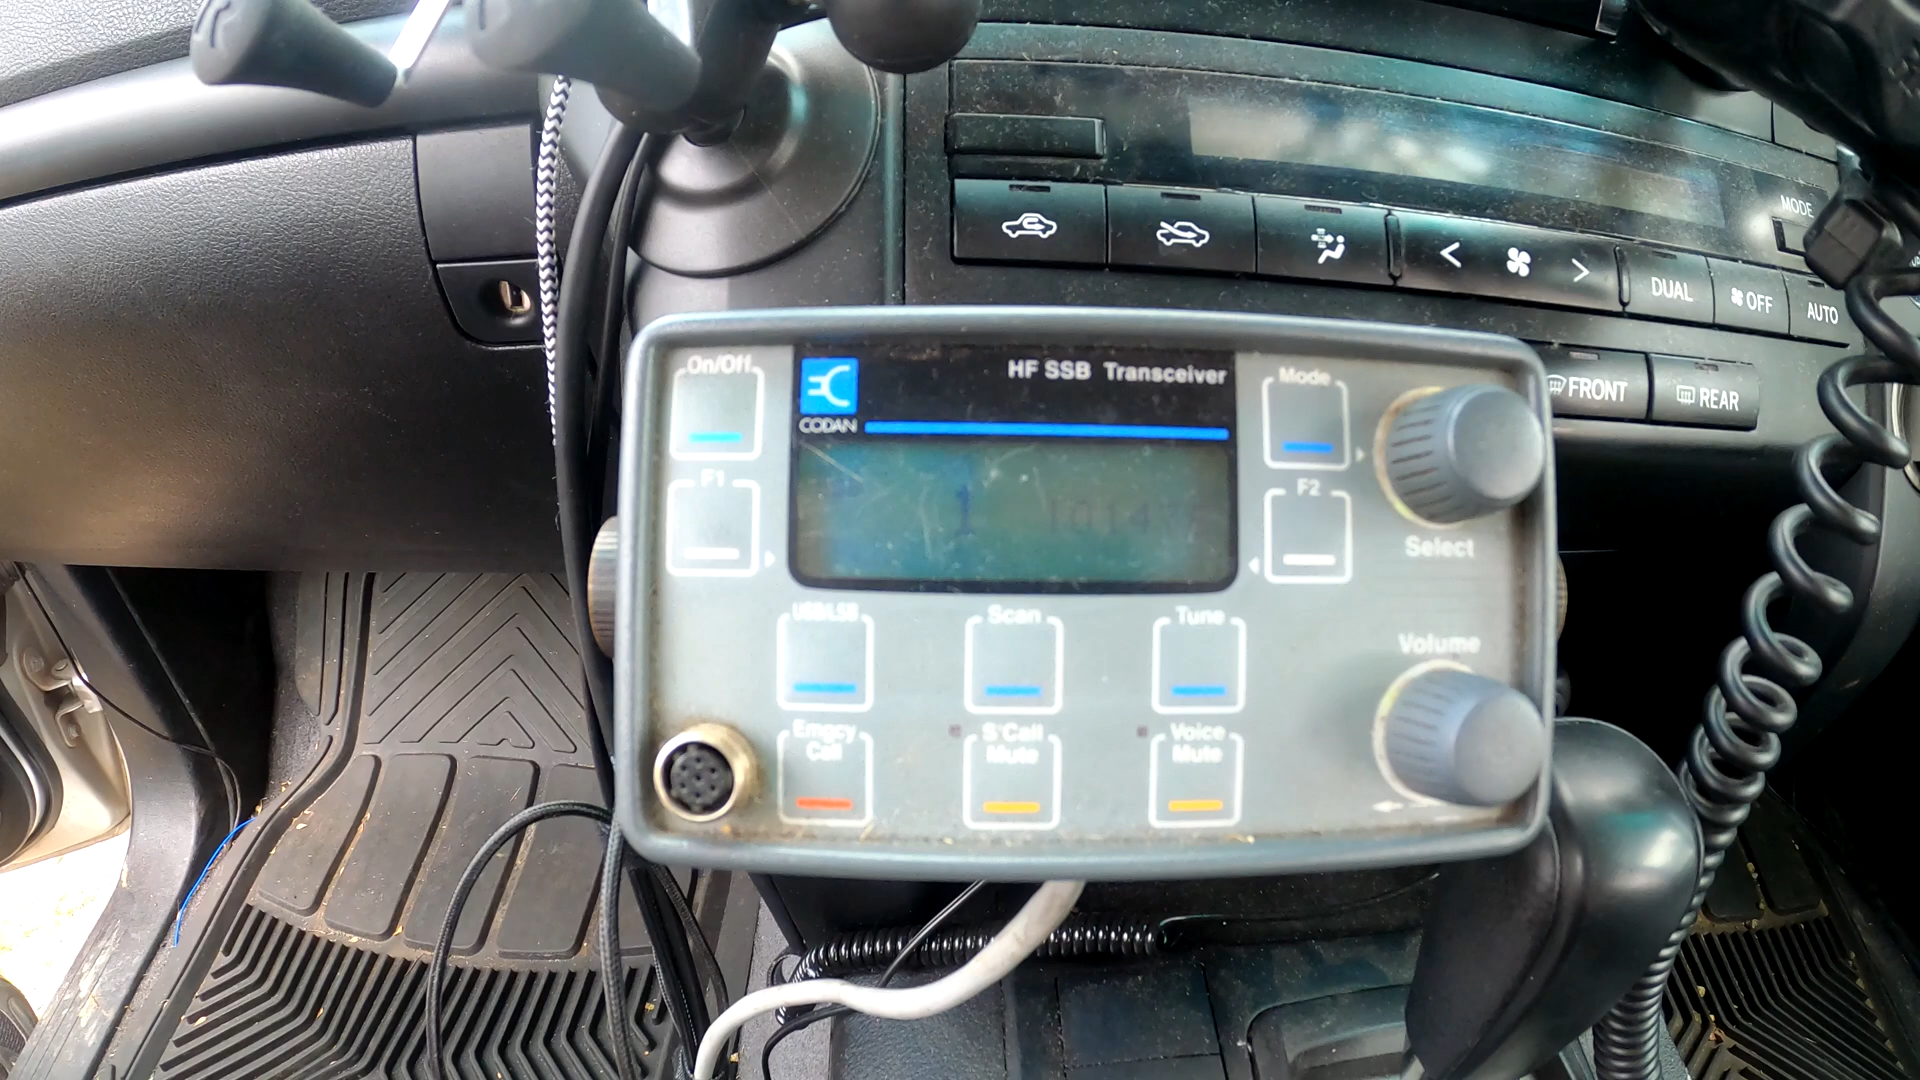 MODE
DUAL
OFF
AUTO
FRONT
REAR
On/Off
HF SSB Transceiver
CODAN
Mode
F1
1
F2
Select
USB/LSB
Scan
Tune
Volume
Emgcy
Call
S'Call
Mute
Voice
Mute